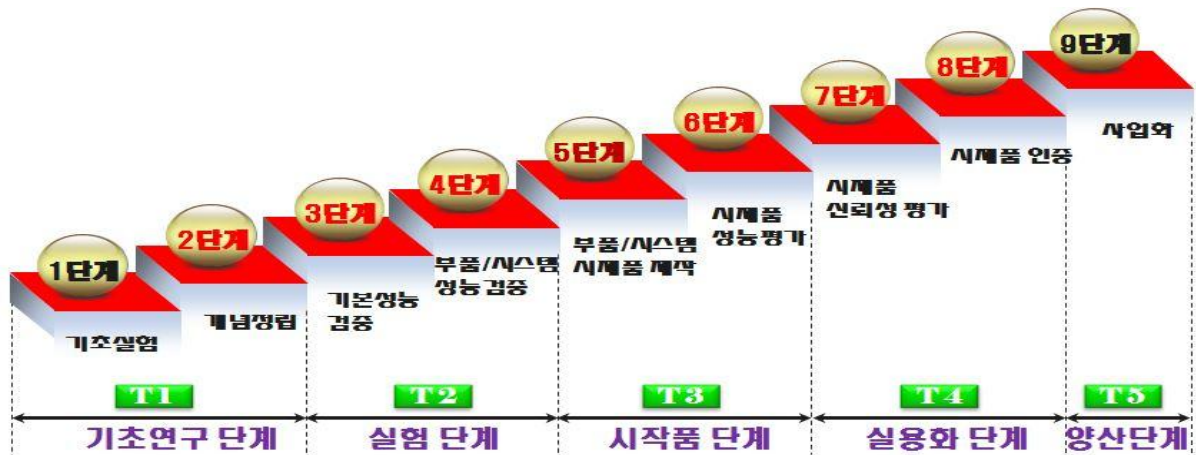 1단계
기초실험
2단계
개념정립
3단계
기본성능
검증
4단계
부품/시스템
성능검증
5단계
부품/시스템
시제품 제작
6단계
시제품
성능평가
7단계
시제품
신뢰성 평가
8단계
시제품 인증
9단계
사업화
T1
T2
T3
T4
T5
기초연구 단계
실험 단계
시작품 단계
실용화 단계
양산단계